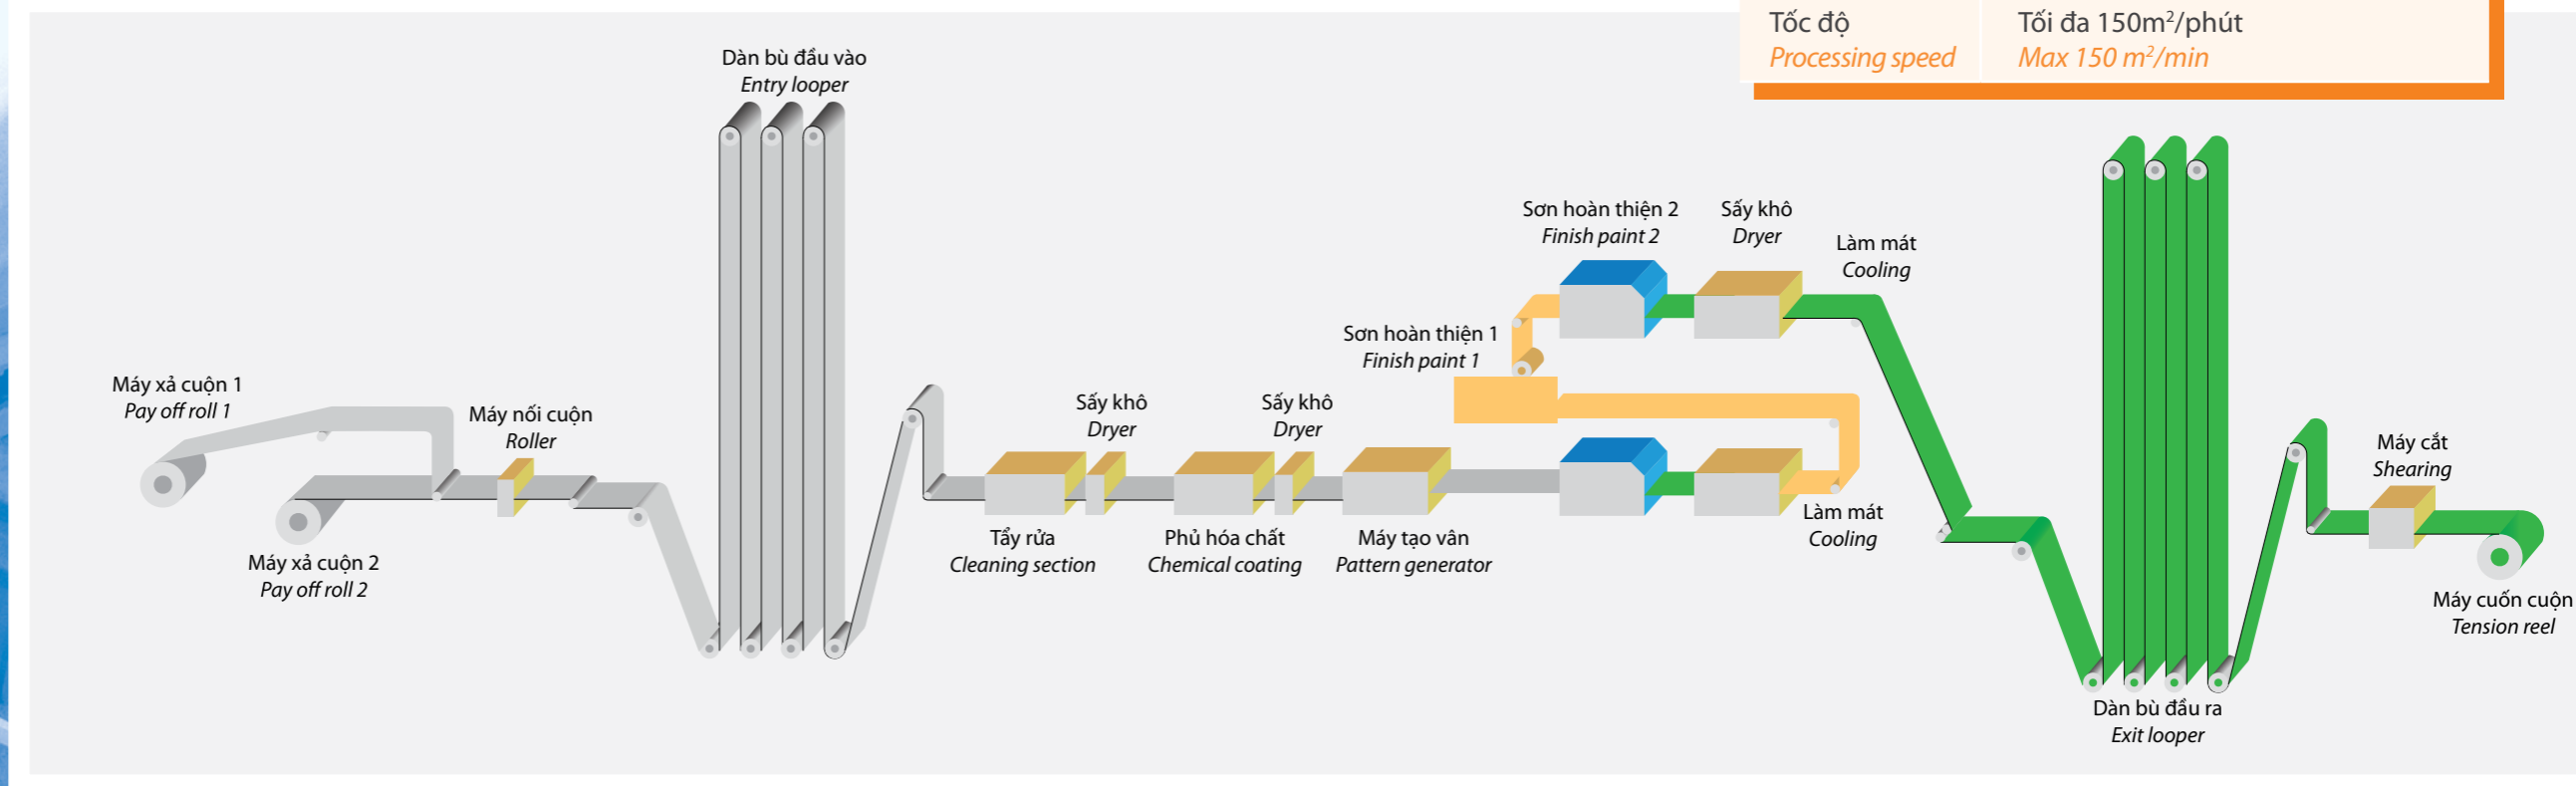 Tốc độ
Processing speed
Tối đa 150m²/phút
Max 150 m²/min
Dàn bù đầu vào
Entry looper
Máy xả cuộn 1
Pay off roll 1
Máy xả cuộn 2
Pay off roll 2
Máy nối cuộn
Roller
Tẩy rửa
Cleaning section
Sấy khô
Dryer
Phủ hóa chất
Chemical coating
Sấy khô
Dryer
Máy tạo vân
Pattern generator
Sơn hoàn thiện 1
Finish paint 1
Làm mát
Cooling
Sơn hoàn thiện 2
Finish paint 2
Sấy khô
Dryer
Làm mát
Cooling
Dàn bù đầu ra
Exit looper
Máy cắt
Shearing
Máy cuốn cuộn
Tension reel